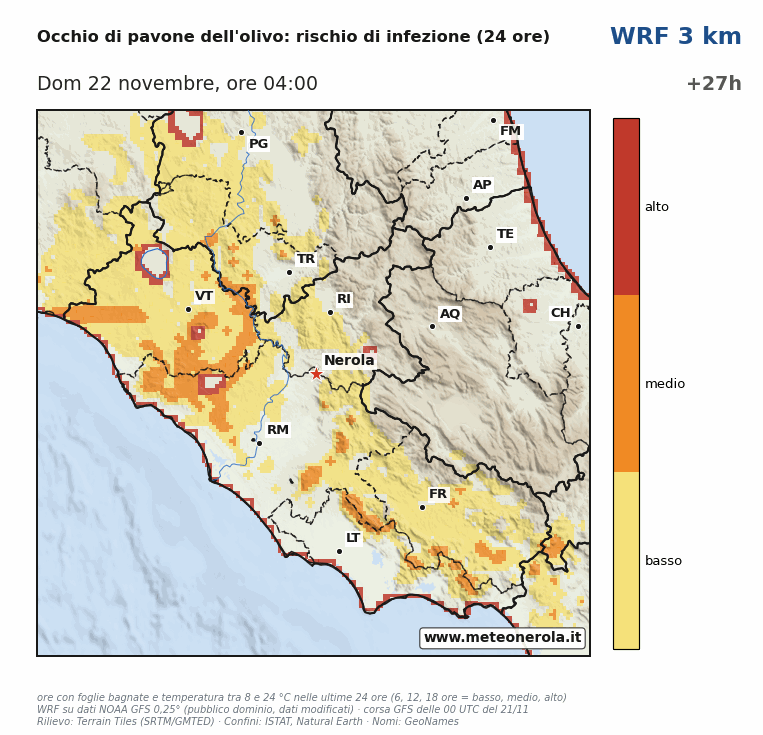 Occhio di pavone dell'olivo: rischio di infezione (24 ore)
WRF 3 km
Dom 22 novembre, ore 04:00
+27h
FM
PG
AP
TE
TR
VT
RI
AQ
CH
Nerola
RM
FR
LT
www.meteonerola.it
alto
medio
basso
ore con foglie bagnate e temperatura tra 8 e 24 °C nelle ultime 24 ore (6, 12, 18 ore = basso, medio, alto)
WRF su dati NOAA GFS 0,25° (pubblico dominio, dati modificati) · corsa GFS delle 00 UTC del 21/11
Rilievo: Terrain Tiles (SRTM/GMTED) · Confini: ISTAT, Natural Earth · Nomi: GeoNames